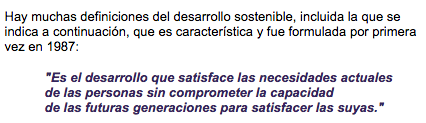 Hay muchas definiciones del desarrollo sostenible, incluida la que se
indica a continuación, que es característica y fue formulada por primera
vez en 1987:
"Es el desarrollo que satisface las necesidades actuales
de las personas sin comprometer la capacidad
de las futuras generaciones para satisfacer las suyas."